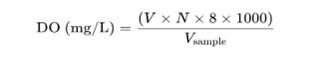 DO (mg/L) = (V × N × 8 × 1000) / V_sample